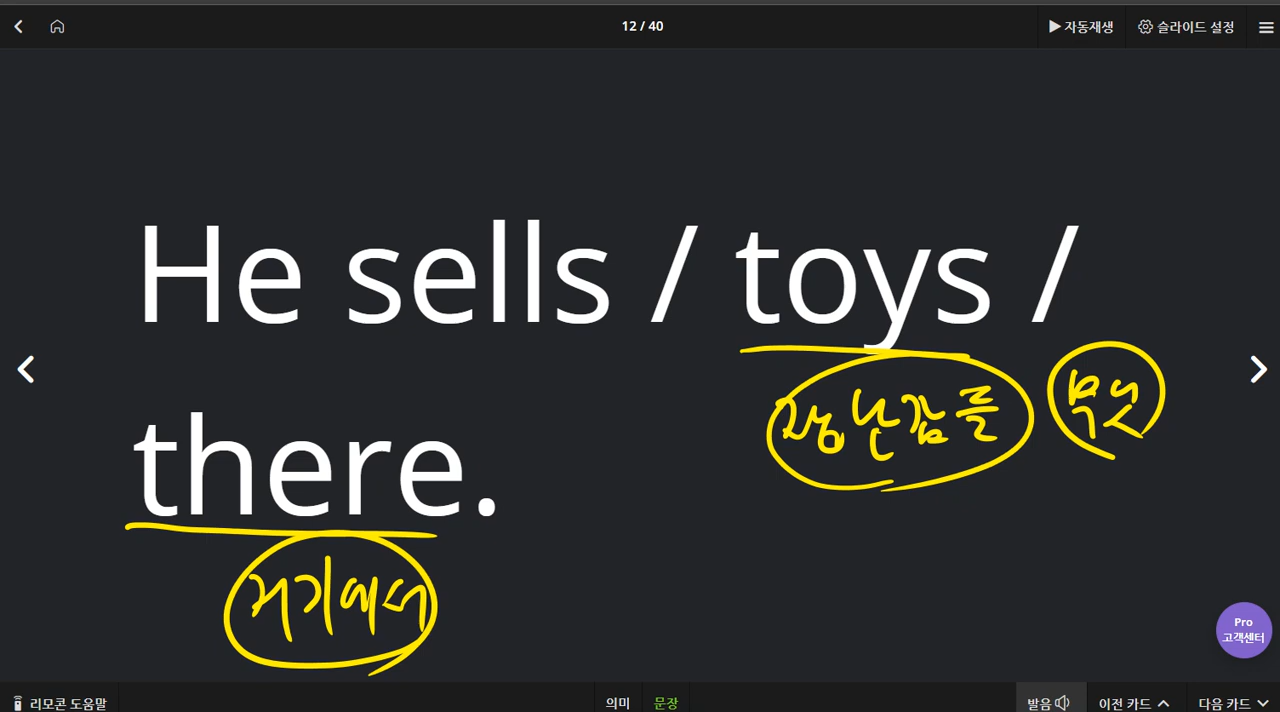 12 / 40
▶ 자동재생
슬라이드 설정
He sells / toys /
장난감를
무엇
there.
거기에서
Pro
고객센터
리모콘 도움말
의미
문장
발음
이전 카드
다음 카드